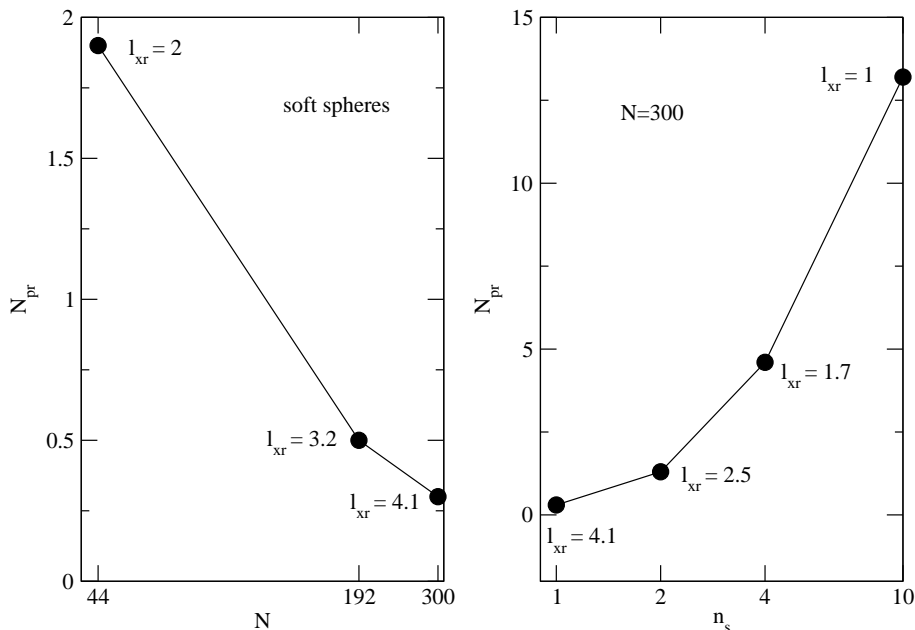 2
1.5
1
0.5
0
N_pr
l_xr = 2
soft spheres
l_xr = 3.2
l_xr = 4.1
44
192
300
N
15
10
5
0
N_pr
l_xr = 1
N=300
l_xr = 1.7
l_xr = 2.5
l_xr = 4.1
1
2
4
10
n_s